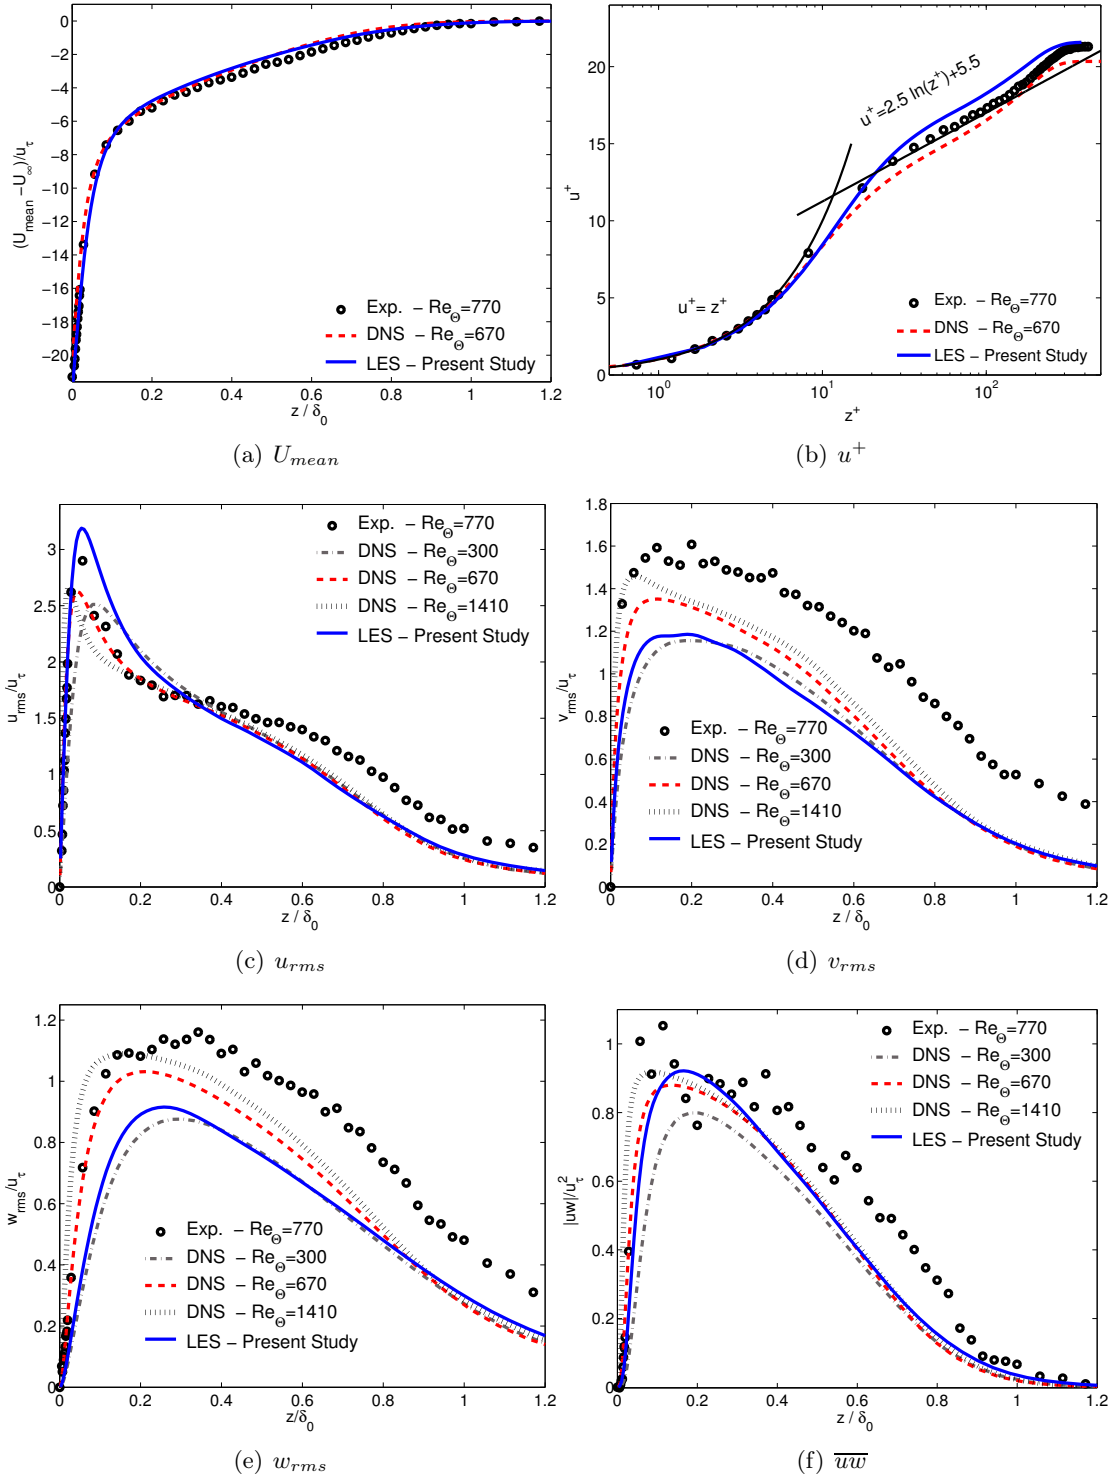 0
−2
−4
−6
−8
−10
−12
−14
−16
−18
−20
(U_mean − U_∞)/u_τ
Exp. − Re_Θ=770
DNS − Re_Θ=670
LES − Present Study
0 0.2 0.4 0.6 0.8 1 1.2
z / δ_0
(a) U_mean
20
15
10
5
0
u^+
u^+=2.5 ln(z^+)+5.5
u^+= z^+
Exp. − Re_Θ=770
DNS − Re_Θ=670
LES − Present Study
10^0 10^1 10^2
z^+
(b) u^+
3
2.5
2
1.5
1
0.5
0
u_rms/u_τ
Exp. − Re_Θ=770
DNS − Re_Θ=300
DNS − Re_Θ=670
DNS − Re_Θ=1410
LES − Present Study
0 0.2 0.4 0.6 0.8 1 1.2
z / δ_0
(c) u_rms
1.8
1.6
1.4
1.2
1
0.8
0.6
0.4
0.2
0
v_rms/u_τ
Exp. − Re_Θ=770
DNS − Re_Θ=300
DNS − Re_Θ=670
DNS − Re_Θ=1410
LES − Present Study
0 0.2 0.4 0.6 0.8 1 1.2
z / δ_0
(d) v_rms
1.2
1
0.8
0.6
0.4
0.2
0
w_rms/u_τ
Exp. − Re_Θ=770
DNS − Re_Θ=300
DNS − Re_Θ=670
DNS − Re_Θ=1410
LES − Present Study
0 0.2 0.4 0.6 0.8 1 1.2
z/δ_0
(e) w_rms
1
0.8
0.6
0.4
0.2
0
|uw|/u_τ^2
Exp. − Re_Θ=770
DNS − Re_Θ=300
DNS − Re_Θ=670
DNS − Re_Θ=1410
LES − Present Study
0 0.2 0.4 0.6 0.8 1 1.2
z / δ_0
(f) u̅w̅